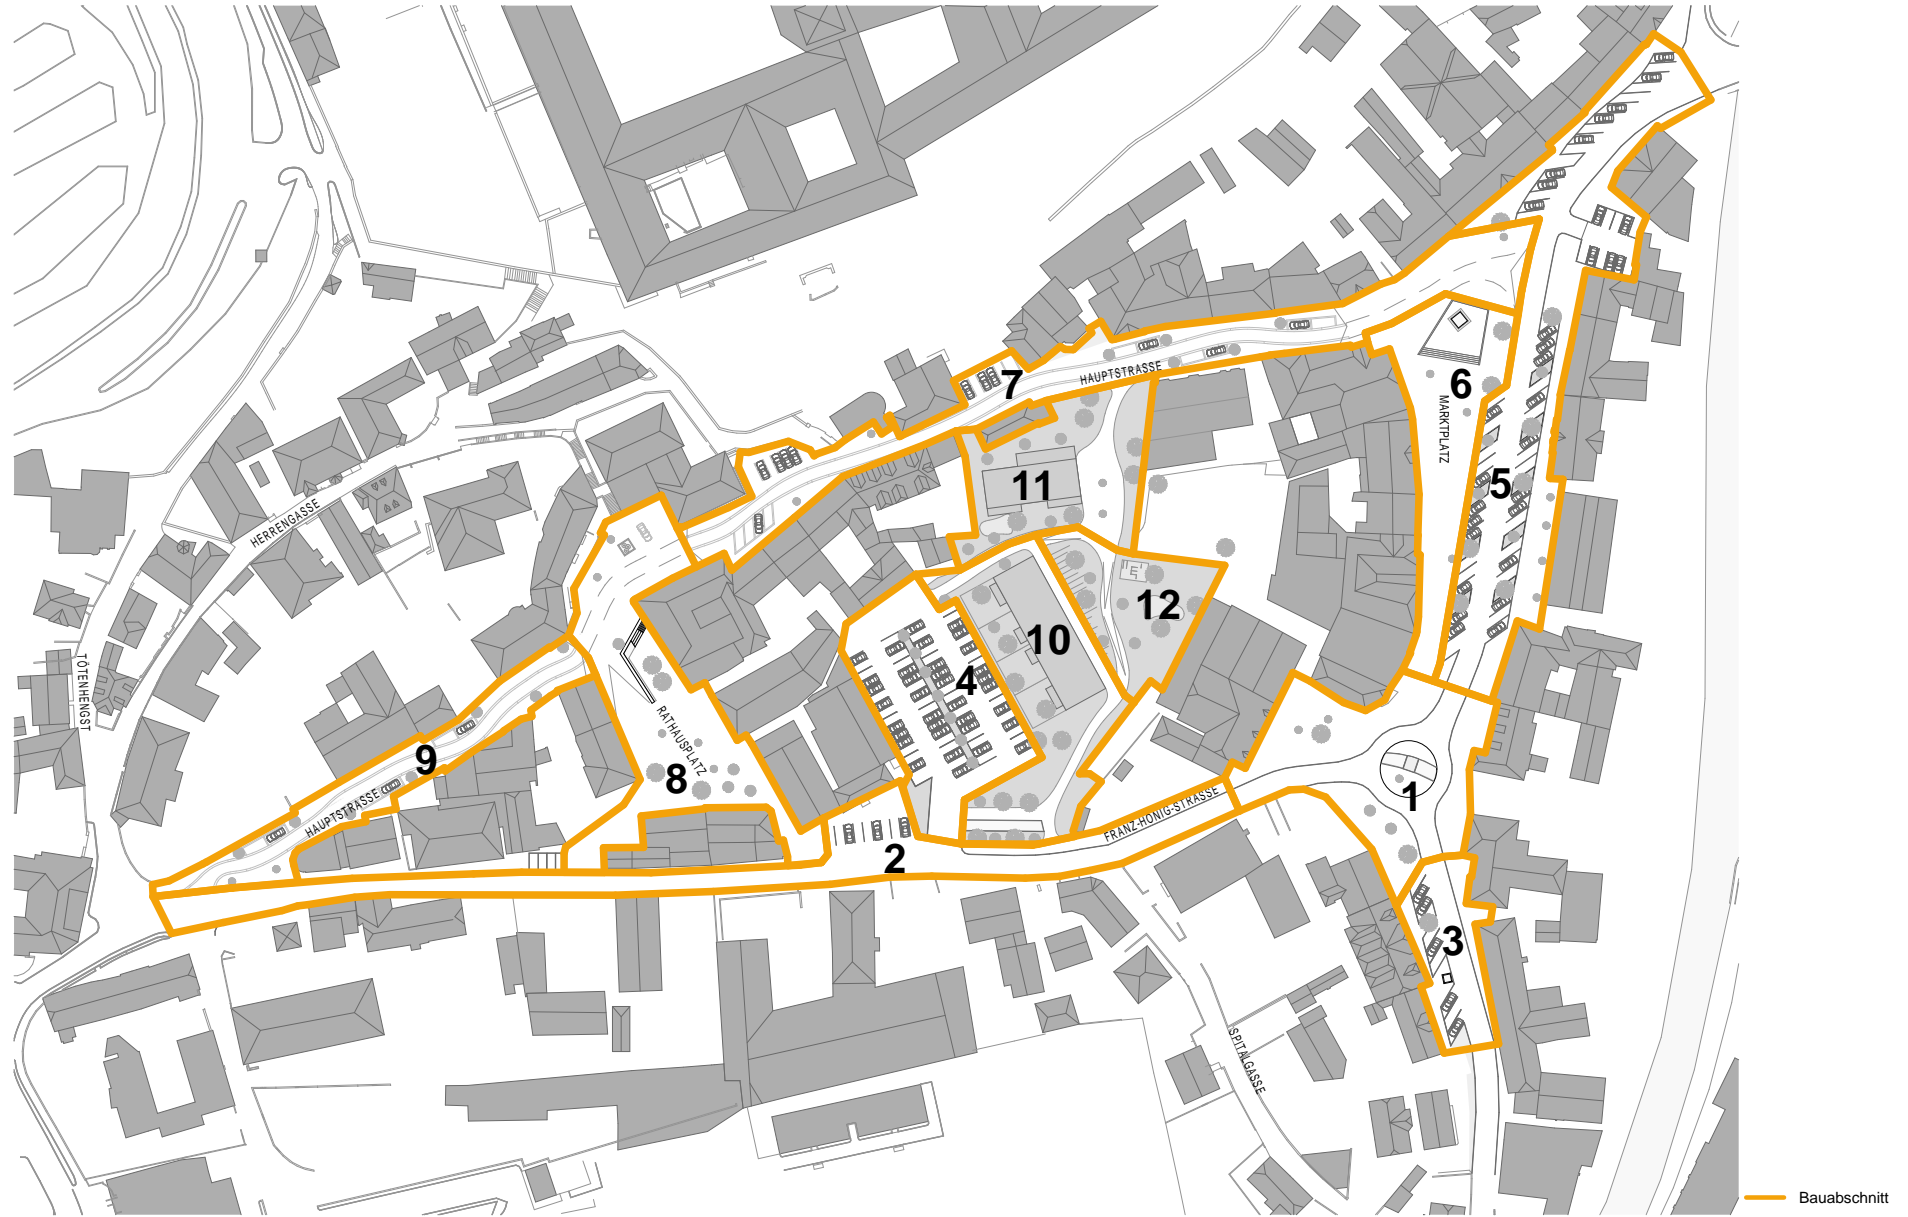 7
HAUPTSTRASSE
6
MARKTPLATZ
5
11
HERRENGASSE
12
10
4
TÖTENHENGST
RATHAUSPLATZ
9
8
HAUPTSTRASSE
1
FRANZ-HÖNIG-STRASSE
2
3
SPITALGASSE
Bauabschnitt